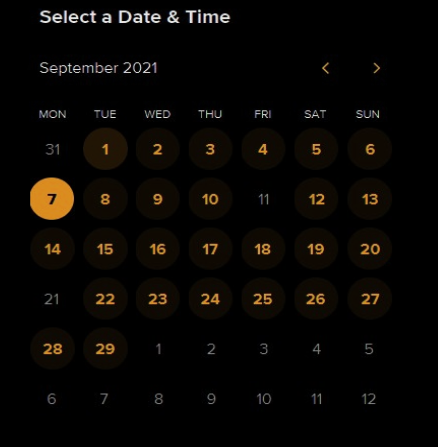 Select a Date & Time
September 2021 < >
MON TUE WED THU FRI SAT SUN
31 1 2 3 4 5 6
7 8 9 10 11 12 13
14 15 16 17 18 19 20
21 22 23 24 25 26 27
28 29 1 2 3 4 5
6 7 8 9 10 11 12